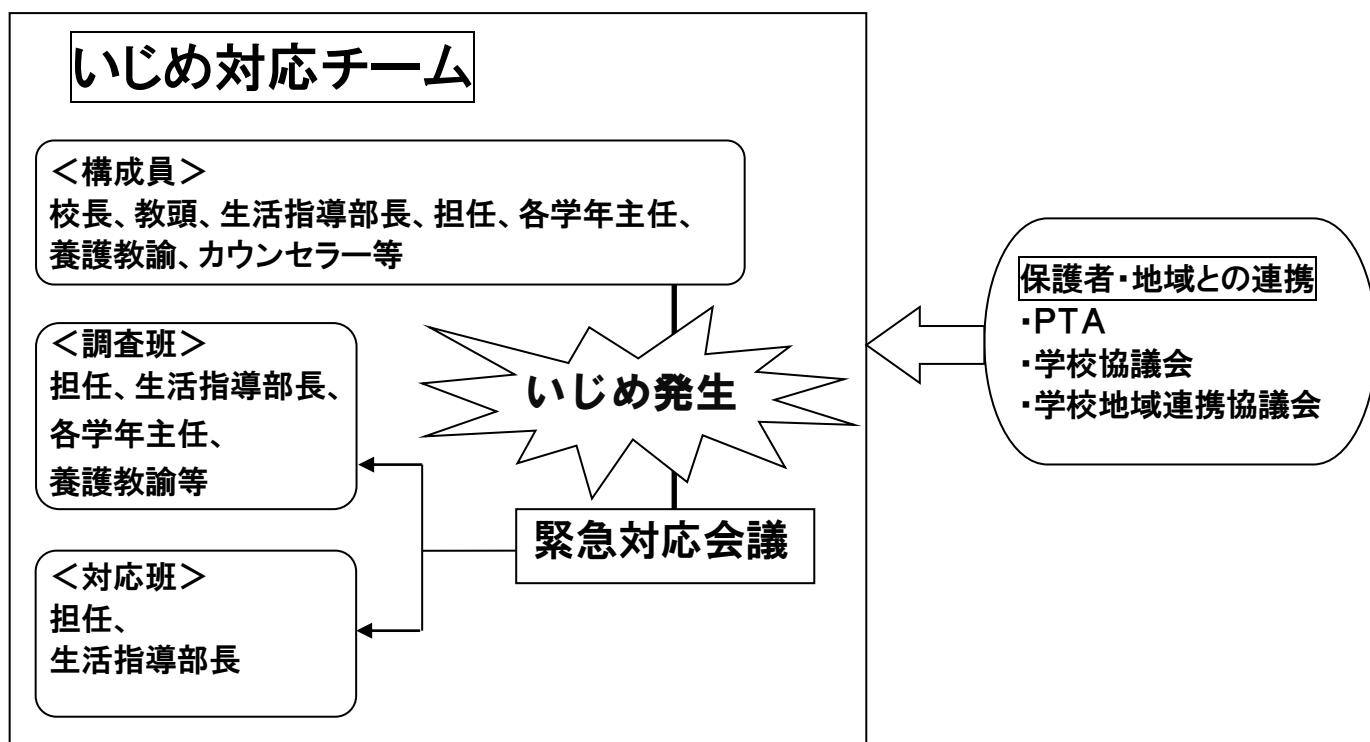 いじめ対応チーム
＜構成員＞
校長、教頭、生活指導部長、担任、各学年主任、
養護教諭、カウンセラー等
＜調査班＞
担任、生活指導部長、
各学年主任、
養護教諭等
いじめ発生
緊急対応会議
＜対応班＞
担任、
生活指導部長
保護者・地域との連携
・PTA
・学校協議会
・学校地域連携協議会